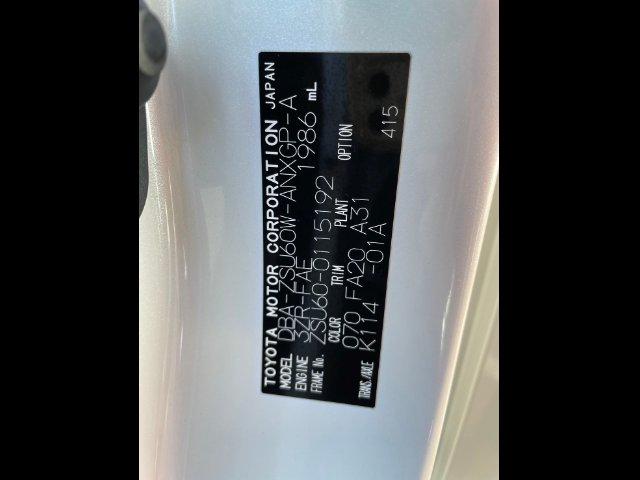 TOYOTA MOTOR CORPORATION JAPAN
MODEL DBA-ZSU60W-ANXGP-A
ENGINE 3ZR-FAE 1986 mL
FRAME No. ZSU60-0115192
COLOR TRIM PLANT OPTION
070 FA20 A31
TRANS./AXLE K114 -01A 415